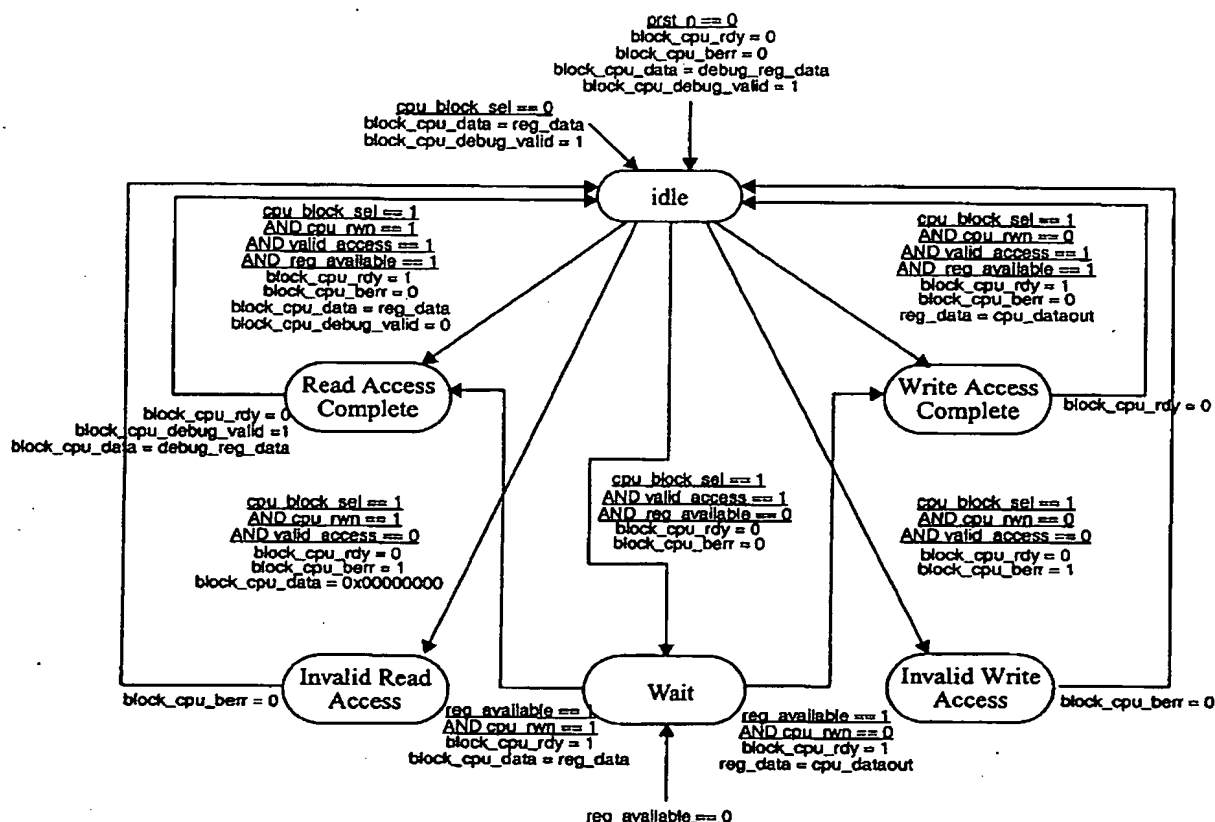 prst_n == 0
block_cpu_rdy = 0
block_cpu_berr = 0
block_cpu_data = debug_reg_data
block_cpu_debug_valid = 1
cpu_block_sel == 0
block_cpu_data = reg_data
block_cpu_debug_valid = 1
idle
cpu_block_sel == 1
AND cpu_rwn == 1
AND valid_access == 1
AND reg_available == 1
block_cpu_rdy = 1
block_cpu_berr = 0
block_cpu_data = reg_data
block_cpu_debug_valid = 0
cpu_block_sel == 1
AND cpu_rwn == 0
AND valid_access == 1
AND reg_available == 1
block_cpu_rdy = 1
block_cpu_berr = 0
reg_data = cpu_dataout
Read Access
Complete
Write Access
Complete
block_cpu_rdy = 0
block_cpu_debug_valid =1
block_cpu_data = debug_reg_data
block_cpu_rdy = 0
cpu_block_sel == 1
AND cpu_rwn == 1
AND valid_access == 0
block_cpu_rdy = 0
block_cpu_berr = 1
block_cpu_data = 0x00000000
cpu_block_sel == 1
AND valid_access == 1
AND reg_available == 0
block_cpu_rdy = 0
block_cpu_berr = 0
cpu_block_sel == 1
AND cpu_rwn == 0
AND valid_access == 0
block_cpu_rdy = 0
block_cpu_berr = 1
Invalid Read
Access
Wait
Invalid Write
Access
block_cpu_berr = 0
block_cpu_berr = 0
reg_available == 1
AND cpu_rwn == 1
block_cpu_rdy = 1
block_cpu_data = reg_data
reg_available == 1
AND cpu_rwn == 0
block_cpu_rdy = 1
reg_data = cpu_dataout
reg_available == 0